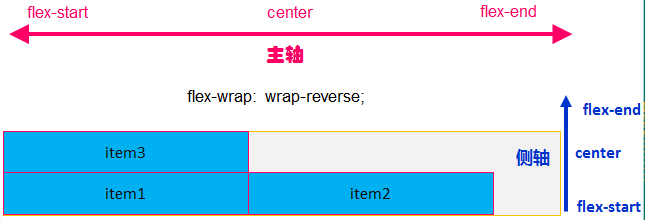 flex-start center flex-end
主轴
flex-wrap: wrap-reverse;
flex-end
item3 侧轴 center
item1 item2 flex-start